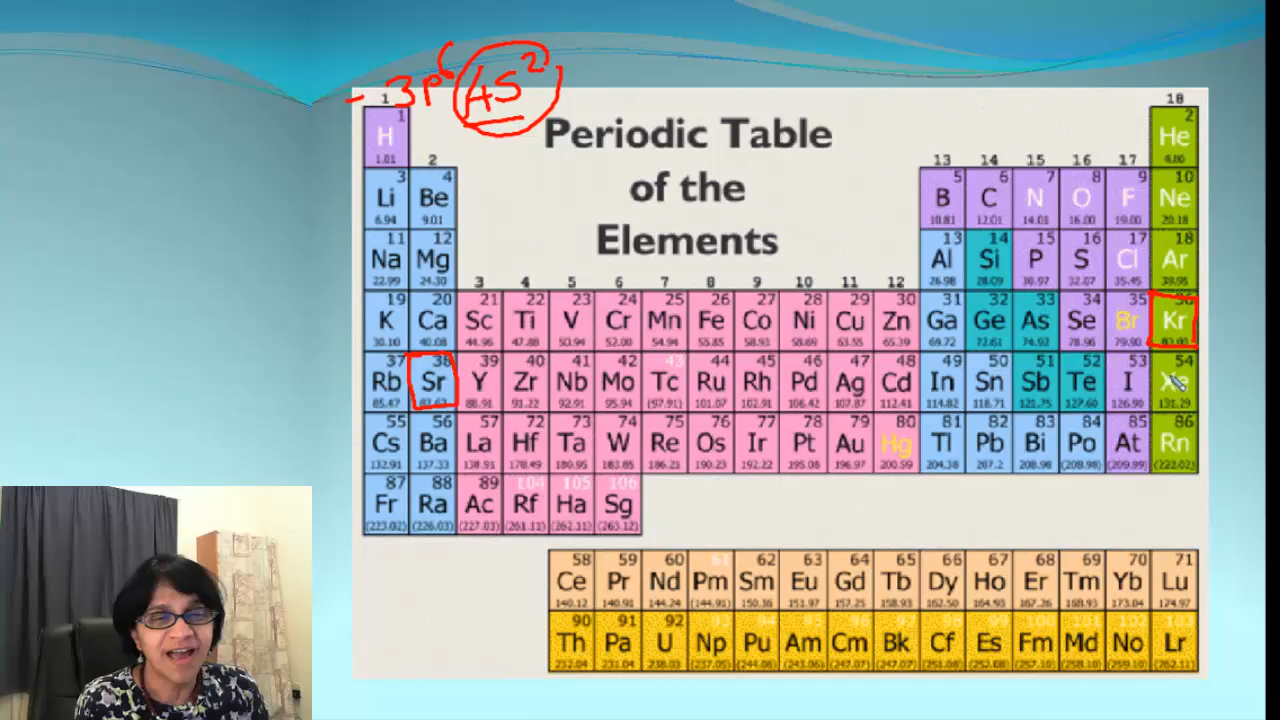 - 3p⁶ 4s²
1 18
1 2
H Periodic Table He
1.01 2 13 14 15 16 17 4.00
3 4 5 6 7 8 9 10
Li Be of the B C N O F Ne
6.94 9.01 10.81 12.01 14.01 16.00 19.00 20.18
11 12 13 14 15 16 17 18
Na Mg Elements Al Si P S Cl Ar
22.99 24.30 3 4 5 6 7 8 9 10 11 12 26.98 28.09 30.97 32.07 35.45 39.95
19 20 21 22 23 24 25 26 27 28 29 30 31 32 33 34 35 36
K Ca Sc Ti V Cr Mn Fe Co Ni Cu Zn Ga Ge As Se Br Kr
39.10 40.08 44.96 47.88 50.94 52.00 54.94 55.85 58.93 58.69 63.55 65.39 69.72 72.61 74.92 78.96 79.90 83.80
37 38 39 40 41 42 43 44 45 46 47 48 49 50 51 52 53 54
Rb Sr Y Zr Nb Mo Tc Ru Rh Pd Ag Cd In Sn Sb Te I Xe
85.47 87.62 88.91 91.22 92.91 95.94 (97.91) 101.07 102.91 106.42 107.87 112.41 114.82 118.71 121.75 127.60 126.90 131.29
55 56 57 72 73 74 75 76 77 78 79 80 81 82 83 84 85 86
Cs Ba La Hf Ta W Re Os Ir Pt Au Hg Tl Pb Bi Po At Rn
132.91 137.33 138.91 178.49 180.95 183.85 186.21 190.23 192.22 195.08 196.97 200.59 204.38 207.2 208.98 (208.98) (209.99) (222.02)
87 88 89 104 105 106
Fr Ra Ac Rf Ha Sg
(223.02) (226.03) (227.03) (261.11) (262.11) (263.12)
58 59 60 61 62 63 64 65 66 67 68 69 70 71
Ce Pr Nd Pm Sm Eu Gd Tb Dy Ho Er Tm Yb Lu
140.12 140.91 144.24 (144.91) 150.36 151.97 157.25 158.93 162.50 164.93 167.26 168.93 173.04 174.97
90 91 92 93 94 95 96 97 98 99 100 101 102 103
Th Pa U Np Pu Am Cm Bk Cf Es Fm Md No Lr
232.04 231.04 238.03 (237.05) (244.06) (243.06) (247.07) (247.07) (251.08) (252.08) (257.10) (258.10) (259.10) (262.11)